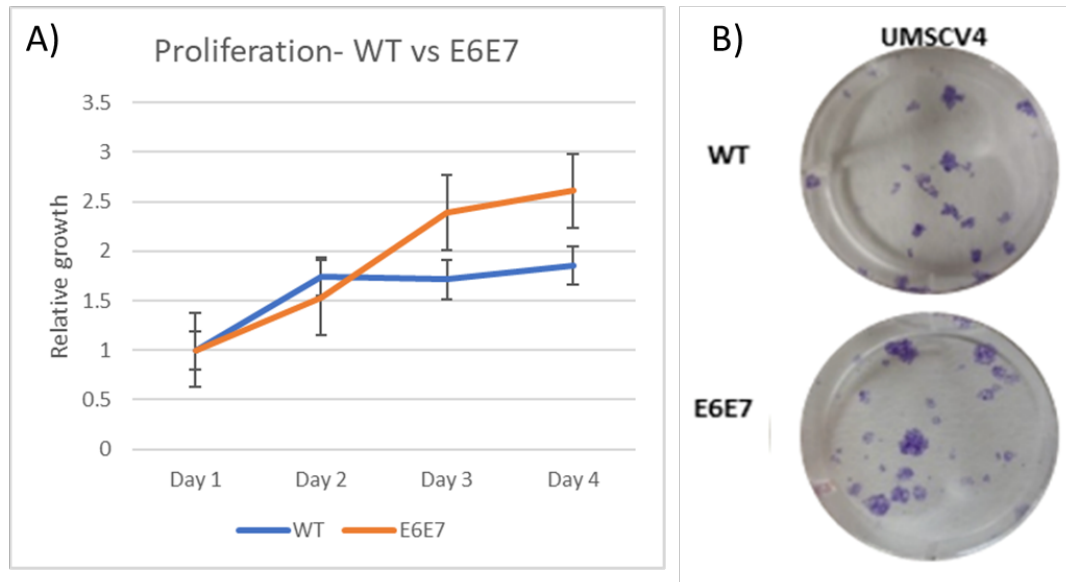 A)
Proliferation- WT vs E6E7
3.5
3
2.5
2
1.5
1
0.5
0
Relative growth
Day 1 Day 2 Day 3 Day 4
WT E6E7
B)
UMSCV4
WT
E6E7